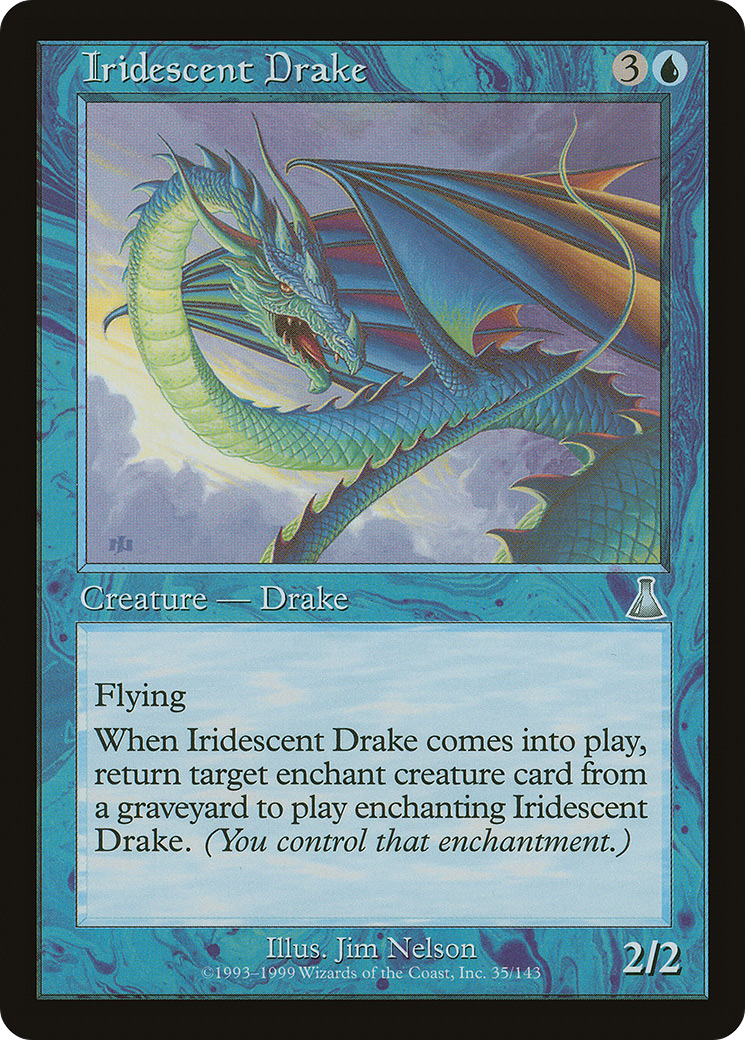 Iridescent Drake
3
Creature — Drake
Flying
When Iridescent Drake comes into play,
return target enchant creature card from
a graveyard to play enchanting Iridescent
Drake. (You control that enchantment.)
Illus. Jim Nelson
©1993–1999 Wizards of the Coast, Inc. 35/143
2/2